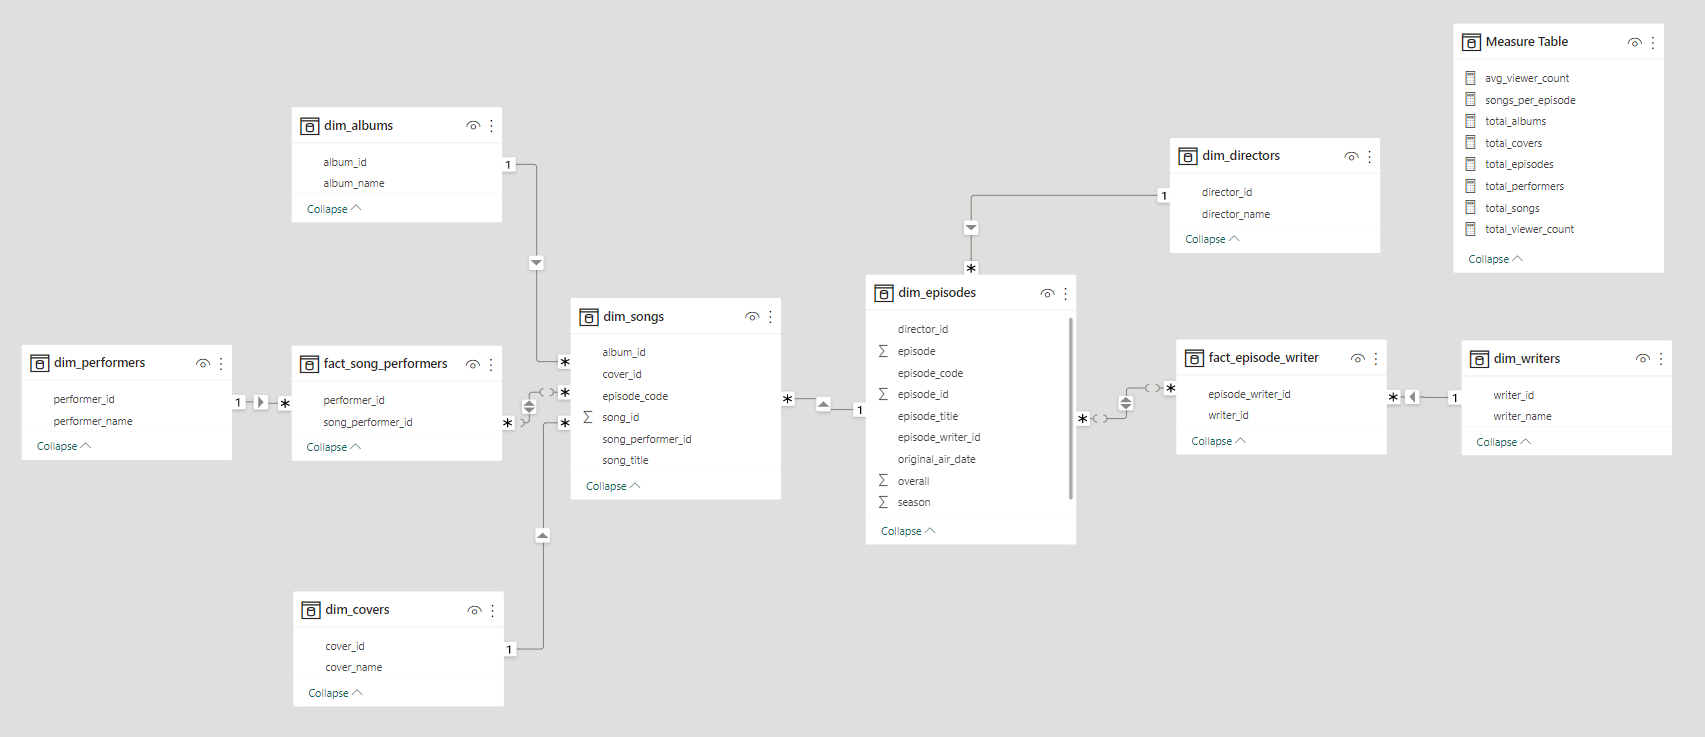 Measure Table
avg_viewer_count
songs_per_episode
total_albums
total_covers
total_episodes
total_performers
total_songs
total_viewer_count
Collapse
dim_albums
album_id
album_name
Collapse
1
dim_directors
director_id
director_name
Collapse
1
*
dim_performers
performer_id
performer_name
Collapse
1
*
fact_song_performers
performer_id
song_performer_id
Collapse
*
dim_songs
album_id
cover_id
episode_code
song_id
song_performer_id
song_title
Collapse
*
*
*
*
1
dim_episodes
director_id
episode
episode_code
episode_id
episode_title
episode_writer_id
original_air_date
overall
season
Collapse
*
*
fact_episode_writer
episode_writer_id
writer_id
Collapse
*
1
dim_writers
writer_id
writer_name
Collapse
dim_covers
cover_id
cover_name
Collapse
1